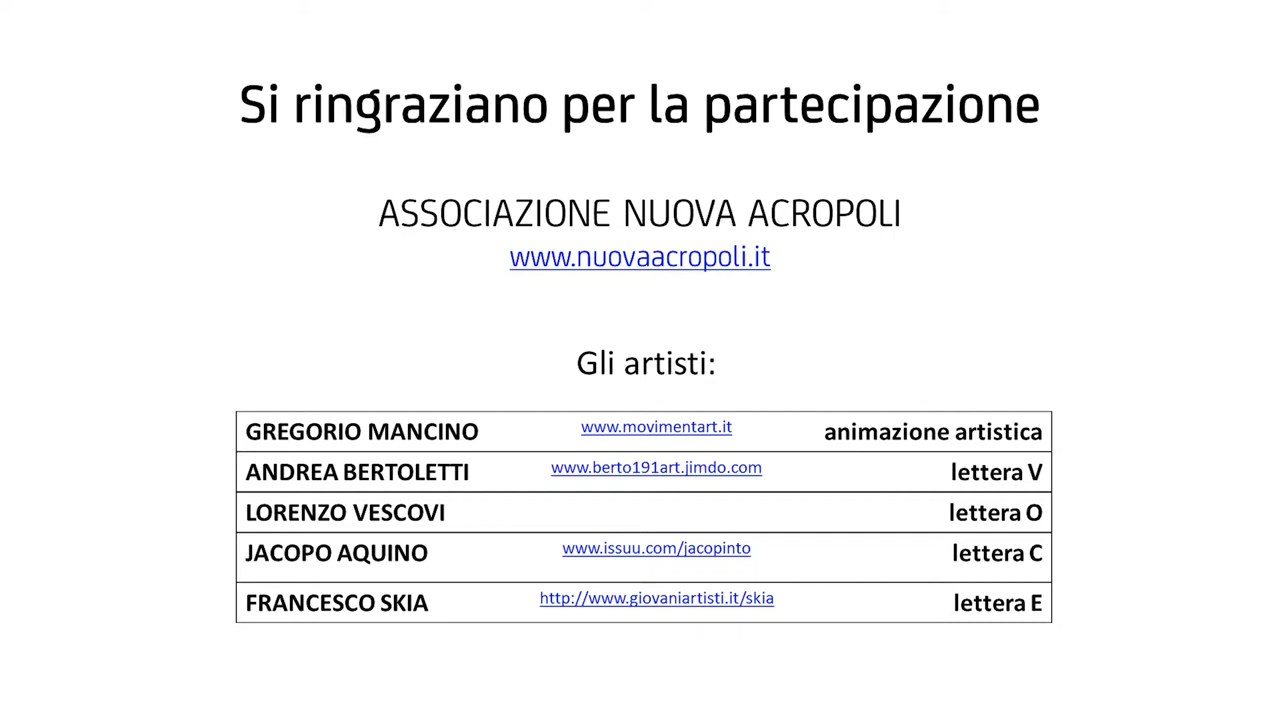 Si ringraziano per la partecipazione
ASSOCIAZIONE NUOVA ACROPOLI
www.nuovaacropoli.it
Gli artisti:
GREGORIO MANCINO www.movimentart.it animazione artistica
ANDREA BERTOLETTI www.berto191art.jimdo.com lettera V
LORENZO VESCOVI lettera O
JACOPO AQUINO www.issuu.com/jacopinto lettera C
FRANCESCO SKIA http://www.giovaniartisti.it/skia lettera E